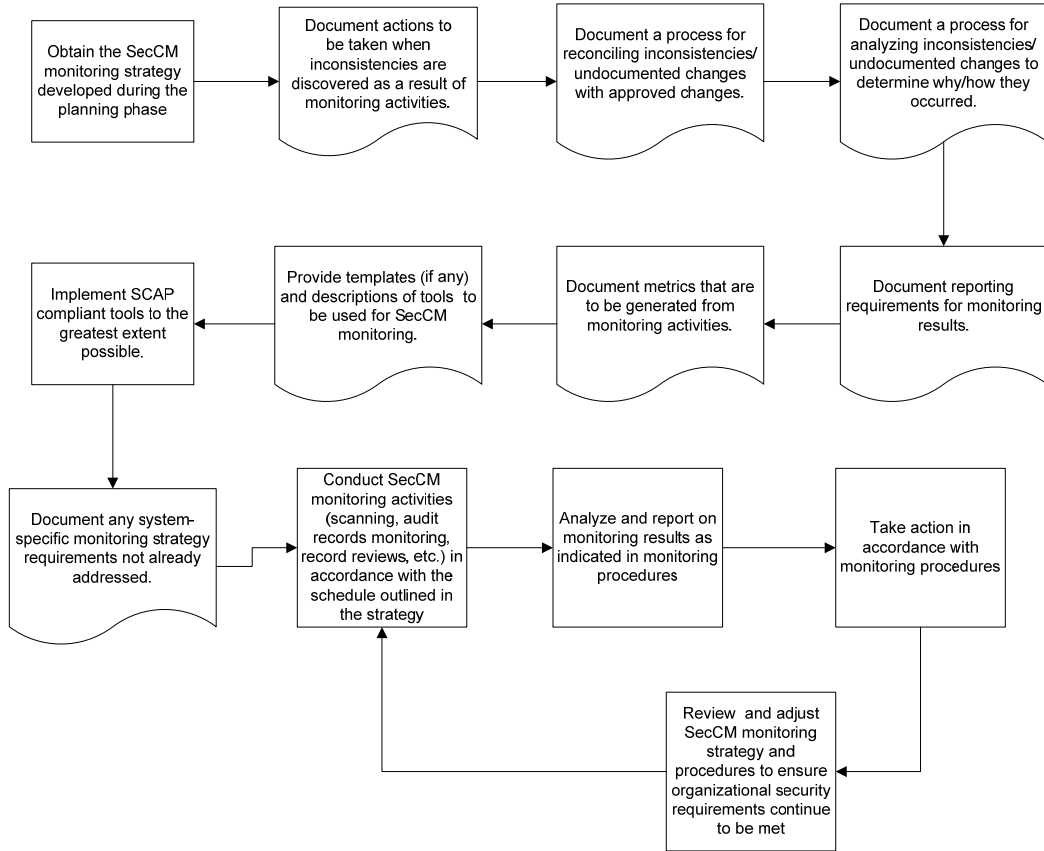 Obtain the SecCM
monitoring strategy
developed during the
planning phase
Document actions to
be taken when
inconsistencies are
discovered as a result of
monitoring activities.
Document a process for
reconciling inconsistencies/
undocumented changes
with approved changes.
Document a process for
analyzing inconsistencies/
undocumented changes to
determine why/how they
occurred.
Document reporting
requirements for monitoring
results.
Document metrics that are
to be generated from
monitoring activities.
Provide templates (if any)
and descriptions of tools to
be used for SecCM
monitoring.
Implement SCAP
compliant tools to the
greatest extent
possible.
Document any system-
specific monitoring strategy
requirements not already
addressed.
Conduct SecCM
monitoring activities
(scanning, audit
records monitoring,
record reviews, etc.) in
accordance with the
schedule outlined in
the strategy
Analyze and report on
monitoring results as
indicated in monitoring
procedures
Take action in
accordance with
monitoring procedures
Review and adjust
SecCM monitoring
strategy and
procedures to ensure
organizational security
requirements continue
to be met